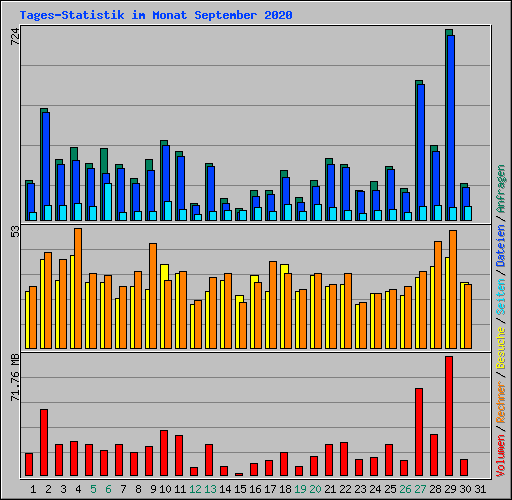 Tages-Statistik im Monat September 2020
724
53
71.76 MB
Volumen / Rechner / Besuche / Seiten / Dateien / Anfragen
1 2 3 4 5 6 7 8 9 10 11 12 13 14 15 16 17 18 19 20 21 22 23 24 25 26 27 28 29 30 31